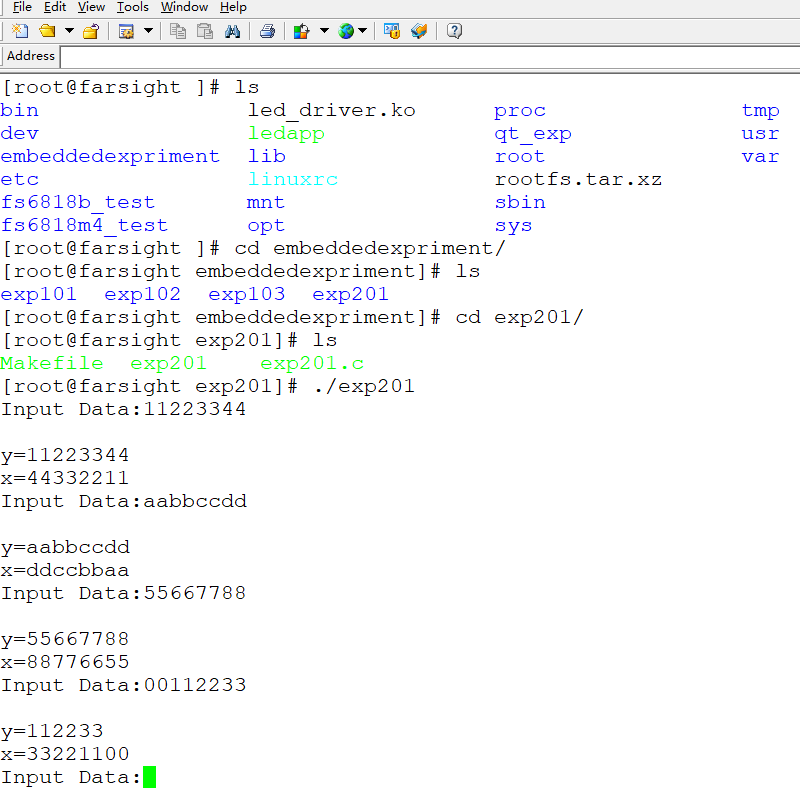 File Edit View Tools Window Help
Address
[root@farsight ]# ls
bin led_driver.ko proc tmp
dev ledapp qt_exp usr
embeddedexpriment lib root var
etc linuxrc rootfs.tar.xz
fs6818b_test mnt sbin
fs6818m4_test opt sys
[root@farsight ]# cd embeddedexpriment/
[root@farsight embeddedexpriment]# ls
exp101 exp102 exp103 exp201
[root@farsight embeddedexpriment]# cd exp201/
[root@farsight exp201]# ls
Makefile exp201 exp201.c
[root@farsight exp201]# ./exp201
Input Data:11223344
y=11223344
x=44332211
Input Data:aabbccdd
y=aabbccdd
x=ddccbbaa
Input Data:55667788
y=55667788
x=88776655
Input Data:00112233
y=112233
x=33221100
Input Data: